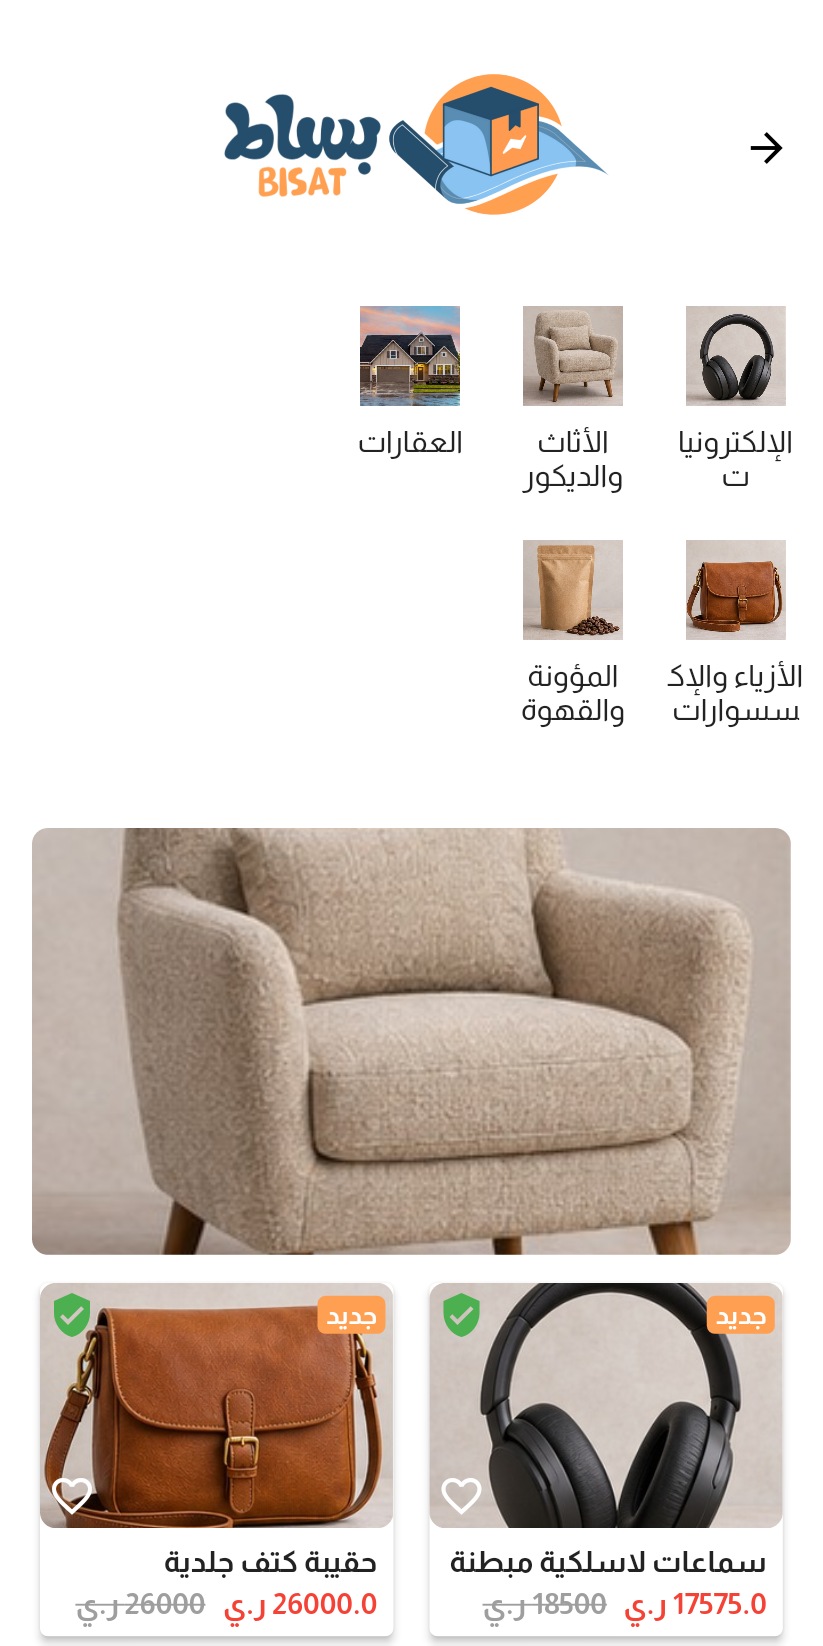 بساط
BISAT
الإلكترونيا
ت
الأثاث
والديكور
العقارات
الأزياء والإك
سسوارات
المؤونة
والقهوة
جديد
سماعات لاسلكية مبطنة
17575.0 ر.ي 18500 ر.ي
جديد
حقيبة كتف جلدية
26000.0 ر.ي 26000 ر.ي